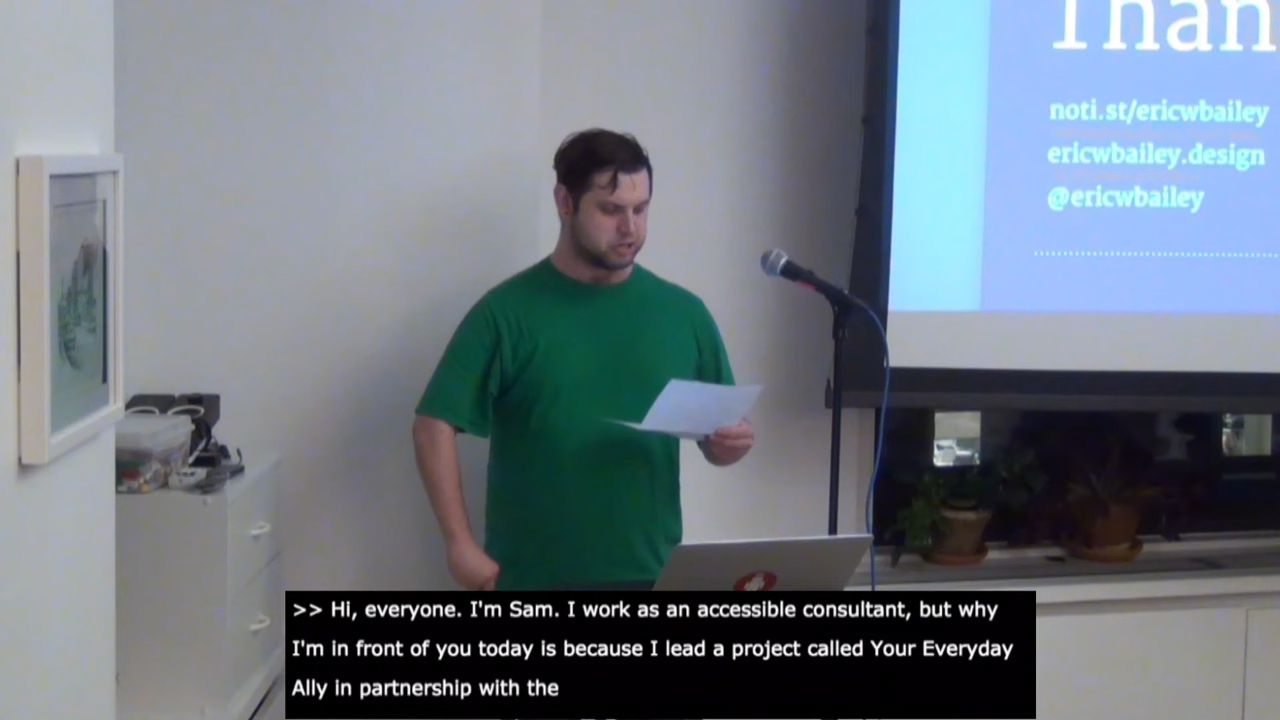 Than
noti.st/ericwbailey
ericwbailey.design
@ericwbailey
>> Hi, everyone. I'm Sam. I work as an accessible consultant, but why
I'm in front of you today is because I lead a project called Your Everyday
Ally in partnership with the